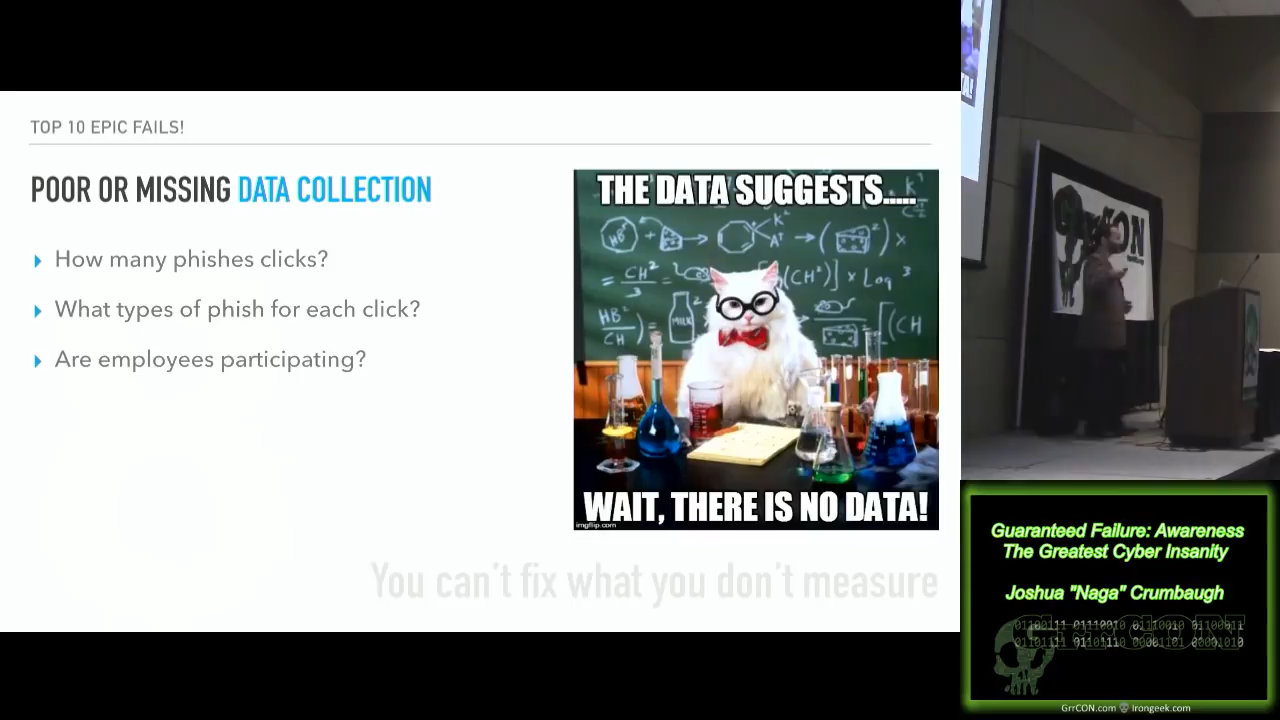 TOP 10 EPIC FAILS!
POOR OR MISSING DATA COLLECTION
How many phishes clicks?
What types of phish for each click?
Are employees participating?
THE DATA SUGGESTS.....
WAIT, THERE IS NO DATA!
imgflip.com
You can't fix what you don't measure
GrrCON
Guaranteed Failure: Awareness
The Greatest Cyber Insanity
Joshua "Naga" Crumbaugh
GrrCON
GrrCON.com Irongeek.com